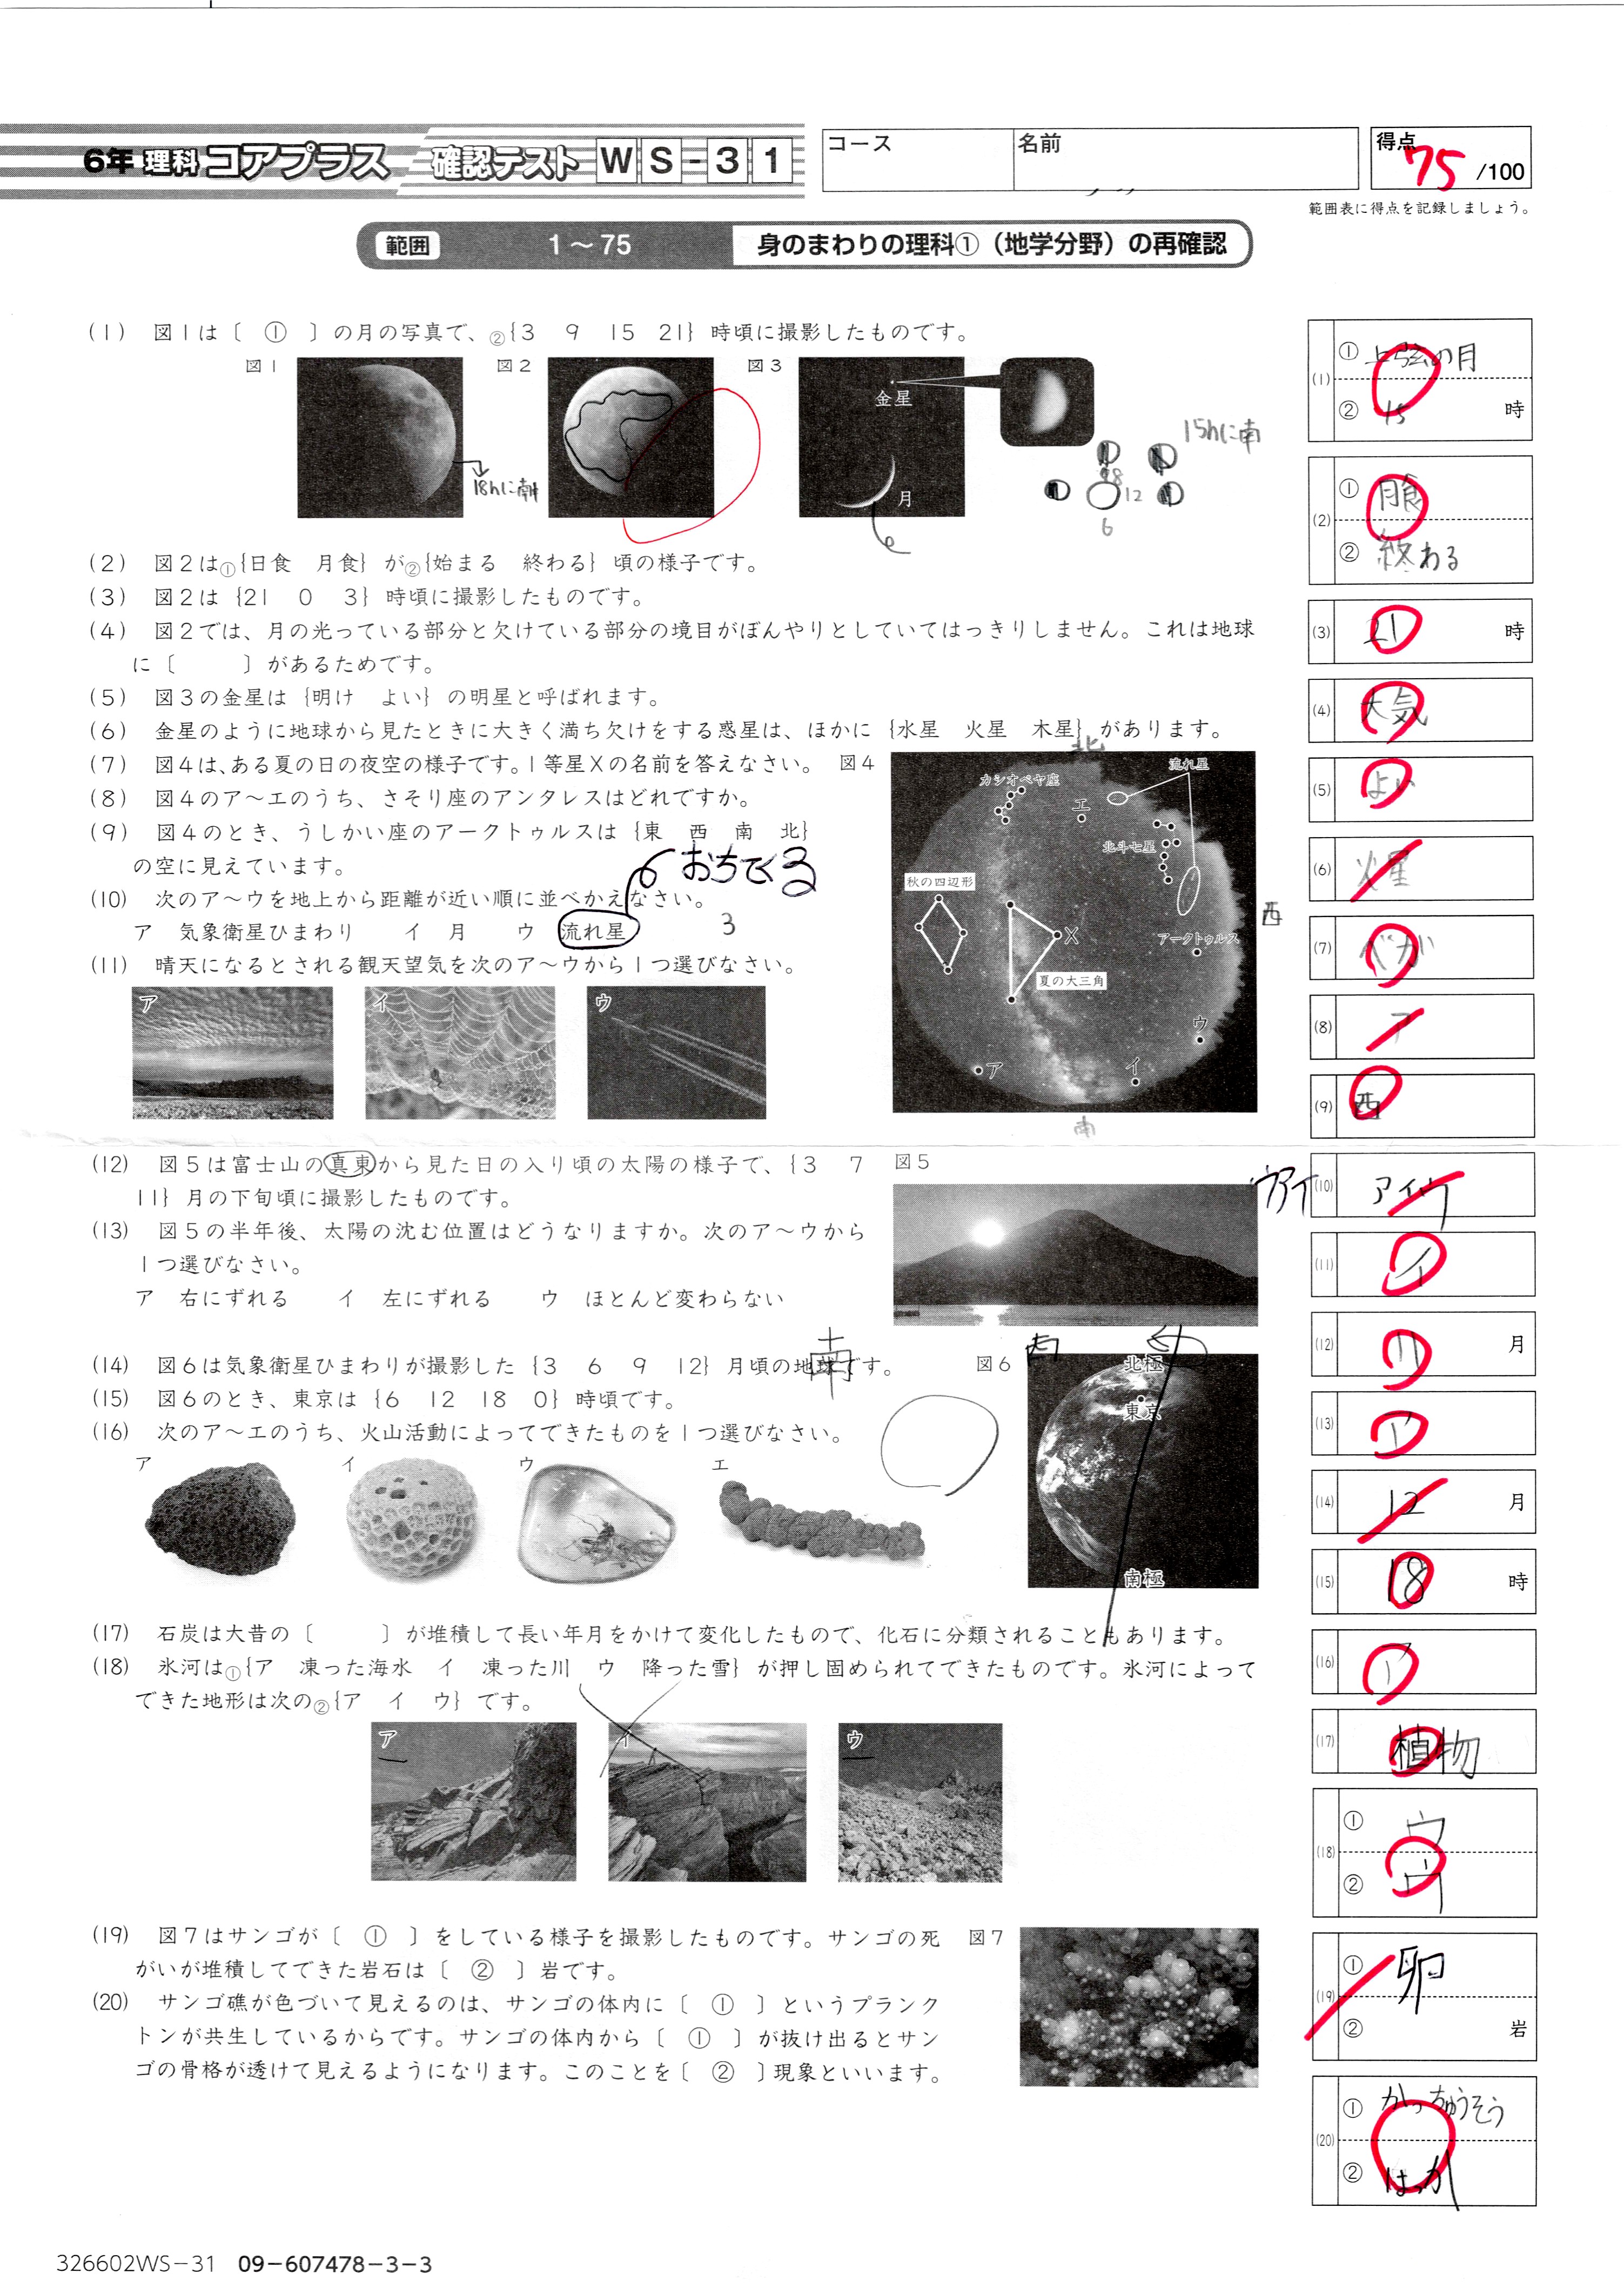 6年 理科 コアプラス 確認テスト WS-31
コース
名前
得点 75 /100
範囲表に得点を記録しましょう。
範囲 1～75 身のまわりの理科①（地学分野）の再確認
(1) 図1は〔 ① 〕の月の写真で、②{3 9 15 21} 時頃に撮影したものです。
図1
図2
図3
金星
月
18hに南中
15hに南
18
12
6
(2) 図2は①{日食 月食} が②{始まる 終わる} 頃の様子です。
(3) 図2は {21 0 3} 時頃に撮影したものです。
(4) 図2では、月の光っている部分と欠けている部分の境目がぼんやりとしていてはっきりしません。これは地球
に〔 〕があるためです。
(5) 図3の金星は {明け よい} の明星と呼ばれます。
(6) 金星のように地球から見たときに大きく満ち欠けをする惑星は、ほかに {水星 火星 木星} があります。
(7) 図4は、ある夏の日の夜空の様子です。1等星Xの名前を答えなさい。
(8) 図4のア～エのうち、さそり座のアンタレスはどれですか。
(9) 図4のとき、うしかい座のアークトゥルスは {東 西 南 北}
の空に見えています。
おちてくる
(10) 次のア～ウを地上から距離が近い順に並べかえなさい。
ア 気象衛星ひまわり イ 月 ウ 流れ星
3
(11) 晴天になるとされる観天望気を次のア～ウから1つ選びなさい。
ア
イ
ウ
図4
北
カシオペヤ座
流れ星
エ
北斗七星
秋の四辺形
X
アークトゥルス
夏の大三角
ウ
ア
イ
西
南
(12) 図5は富士山の真東から見た日の入り頃の太陽の様子で、{3 7
11} 月の下旬頃に撮影したものです。
(13) 図5の半年後、太陽の沈む位置はどうなりますか。次のア～ウから
1つ選びなさい。
ア 右にずれる イ 左にずれる ウ ほとんど変わらない
図5
(14) 図6は気象衛星ひまわりが撮影した {3 6 9 12} 月頃の地球です。
南
(15) 図6のとき、東京は {6 12 18 0} 時頃です。
(16) 次のア～エのうち、火山活動によってできたものを1つ選びなさい。
ア
イ
ウ
エ
図6
北極
東京
南極
(17) 石炭は大昔の〔 〕が堆積して長い年月をかけて変化したもので、化石に分類されることもあります。
(18) 氷河は①{ア 凍った海水 イ 凍った川 ウ 降った雪} が押し固められてできたものです。氷河によって
できた地形は次の②{ア イ ウ} です。
ア
イ
ウ
(19) 図7はサンゴが〔 ① 〕をしている様子を撮影したものです。サンゴの死
がいが堆積してできた岩石は〔 ② 〕岩です。
(20) サンゴ礁が色づいて見えるのは、サンゴの体内に〔 ① 〕というプランク
トンが共生しているからです。サンゴの体内から〔 ① 〕が抜け出るとサン
ゴの骨格が透けて見えるようになります。このことを〔 ② 〕現象といいます。
図7
(1) ① 上弦の月
② 15 時
(2) ① 月食
② 終わる
(3) 21 時
(4) 大気
(5) よい
(6) 火星
(7) べガ
(8) ア
(9) 西
ウアイ
(10) アイウ
(11) イ
(12) 11 月
(13)
(14) 12 月
(15) 18 時
(16) ア
(17) 植物
(18) ① ウ
② ウ
(19) ① 卵
② 岩
(20) ① かっちゅうそう
② はっか
326602WS-31 09-607478-3-3